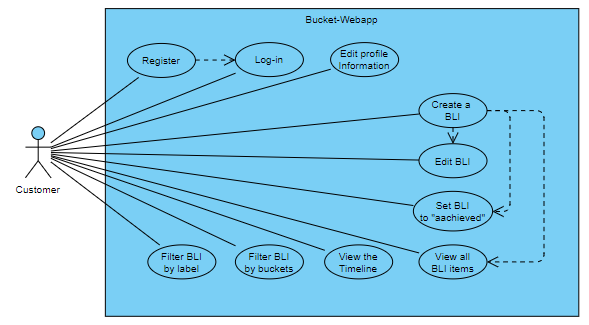 Bucket-Webapp
Register
Log-in
Edit profile
Information
Create a
BLI
Edit BLI
Customer
Set BLI
to "aachieved"
Filter BLI
by label
Filter BLI
by buckets
View the
Timeline
View all
BLI items